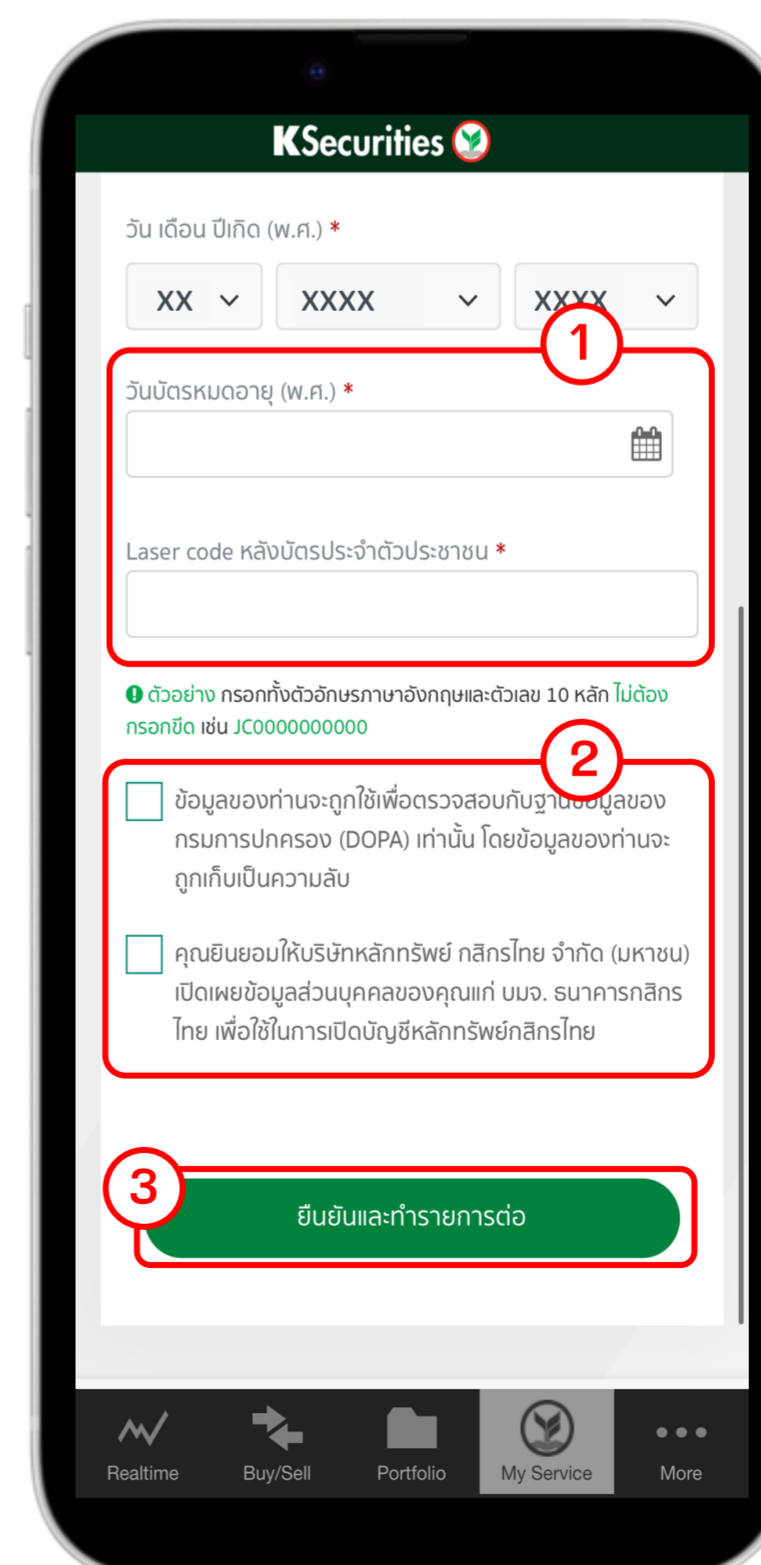 KSecurities
วัน เดือน ปีเกิด (พ.ศ.) *
XX XXXX XXXX
1
วันบัตรหมดอายุ (พ.ศ.) *
Laser code หลังบัตรประจำตัวประชาชน *
ตัวอย่าง กรอกทั้งตัวอักษรภาษาอังกฤษและตัวเลข 10 หลัก ไม่ต้อง
กรอกขีด เช่น JC0000000000
2
ข้อมูลของท่านจะถูกใช้เพื่อตรวจสอบกับฐานข้อมูลของ
กรมการปกครอง (DOPA) เท่านั้น โดยข้อมูลของท่านจะ
ถูกเก็บเป็นความลับ
คุณยินยอมให้บริษัทหลักทรัพย์ กสิกรไทย จำกัด (มหาชน)
เปิดเผยข้อมูลส่วนบุคคลของคุณแก่ บมจ. ธนาคารกสิกร
ไทย เพื่อใช้ในการเปิดบัญชีหลักทรัพย์กสิกรไทย
3
ยืนยันและทำรายการต่อ
Realtime Buy/Sell Portfolio My Service More